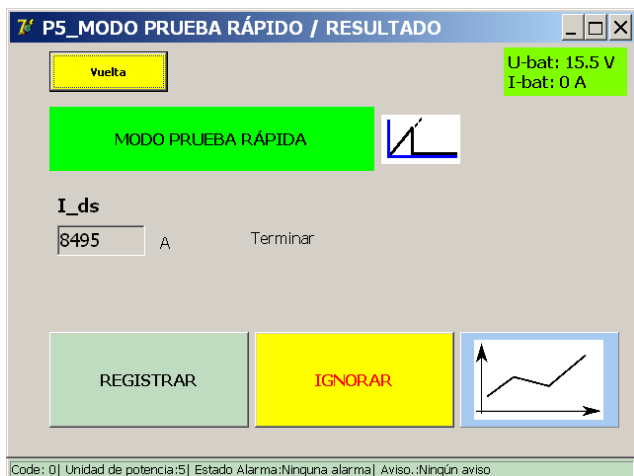 P5_MODO PRUEBA RÁPIDO / RESULTADO
Vuelta
U-bat: 15.5 V
I-bat: 0 A
MODO PRUEBA RÁPIDA
I_ds
8495 A Terminar
REGISTRAR IGNORAR
Code: 0| Unidad de potencia:5| Estado Alarma:Ninguna alarma| Aviso.:Ningún aviso